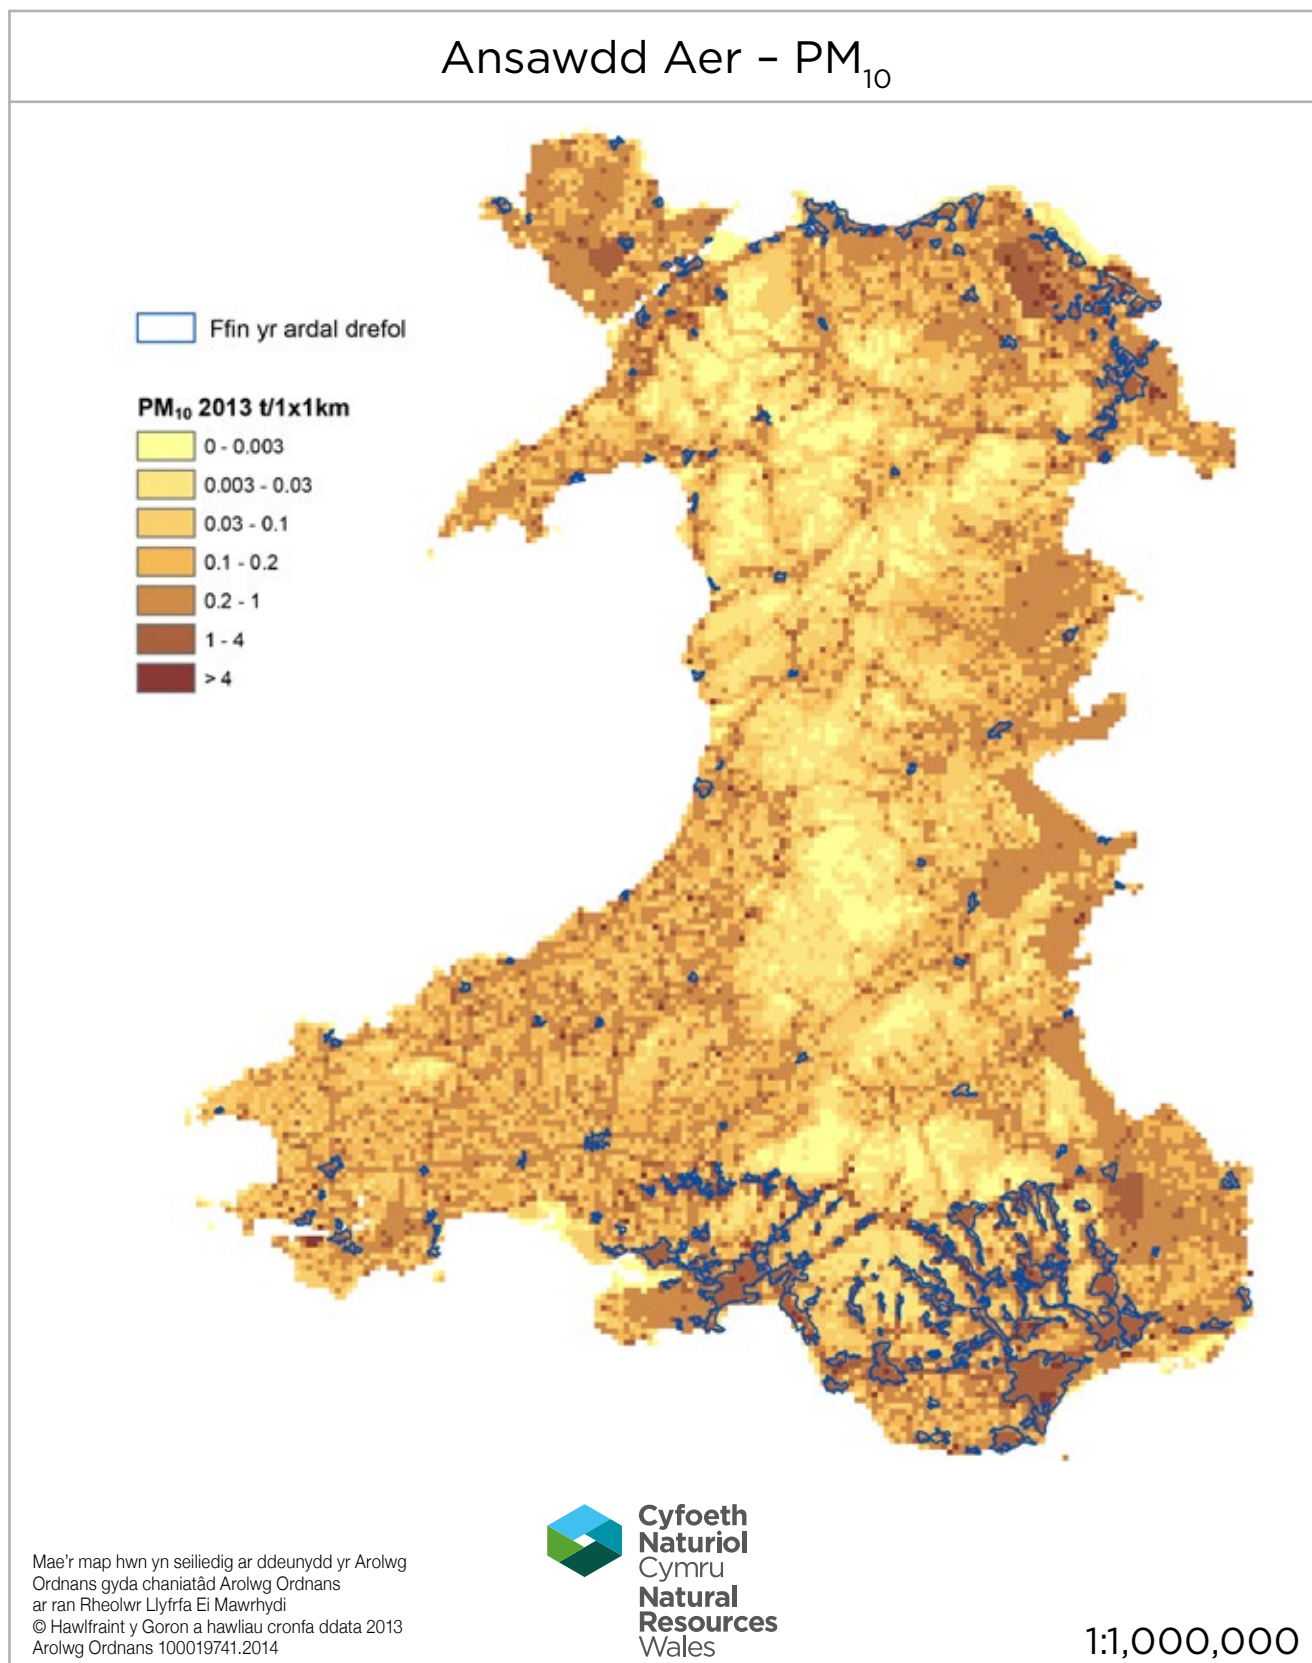 Ansawdd Aer – PM₁₀
Ffin yr ardal drefol
PM₁₀ 2013 t/1x1km
0 - 0.003
0.003 - 0.03
0.03 - 0.1
0.1 - 0.2
0.2 - 1
1 - 4
> 4
Mae'r map hwn yn seiliedig ar ddeunydd yr Arolwg
Ordnans gyda chaniatâd Arolwg Ordnans
ar ran Rheolwr Llyfrfa Ei Mawrhydi
© Hawlfraint y Goron a hawliau cronfa ddata 2013
Arolwg Ordnans 100019741.2014
Cyfoeth
Naturiol
Cymru
Natural
Resources
Wales
1:1,000,000